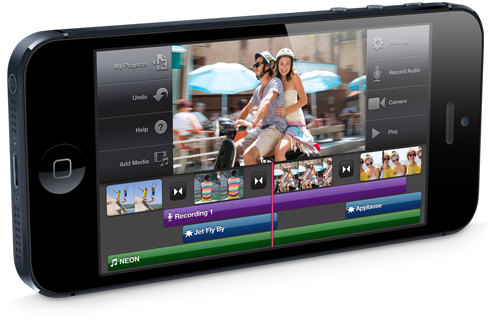 My Projects
Undo
Help
Add Media
Settings
Record Audio
Camera
Play
Recording 1
Jet Fly By
Applause
NEON